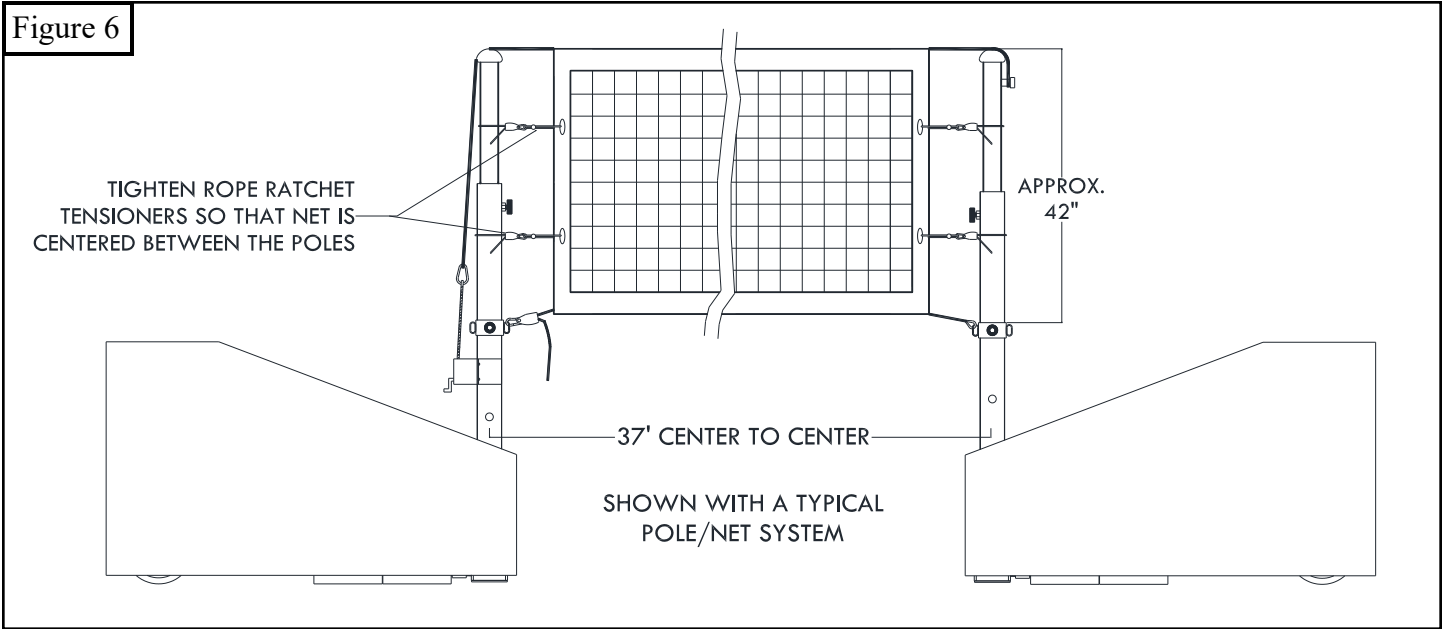 Figure 6
TIGHTEN ROPE RATCHET
TENSIONERS SO THAT NET IS
CENTERED BETWEEN THE POLES
APPROX.
42"
37' CENTER TO CENTER
SHOWN WITH A TYPICAL
POLE/NET SYSTEM